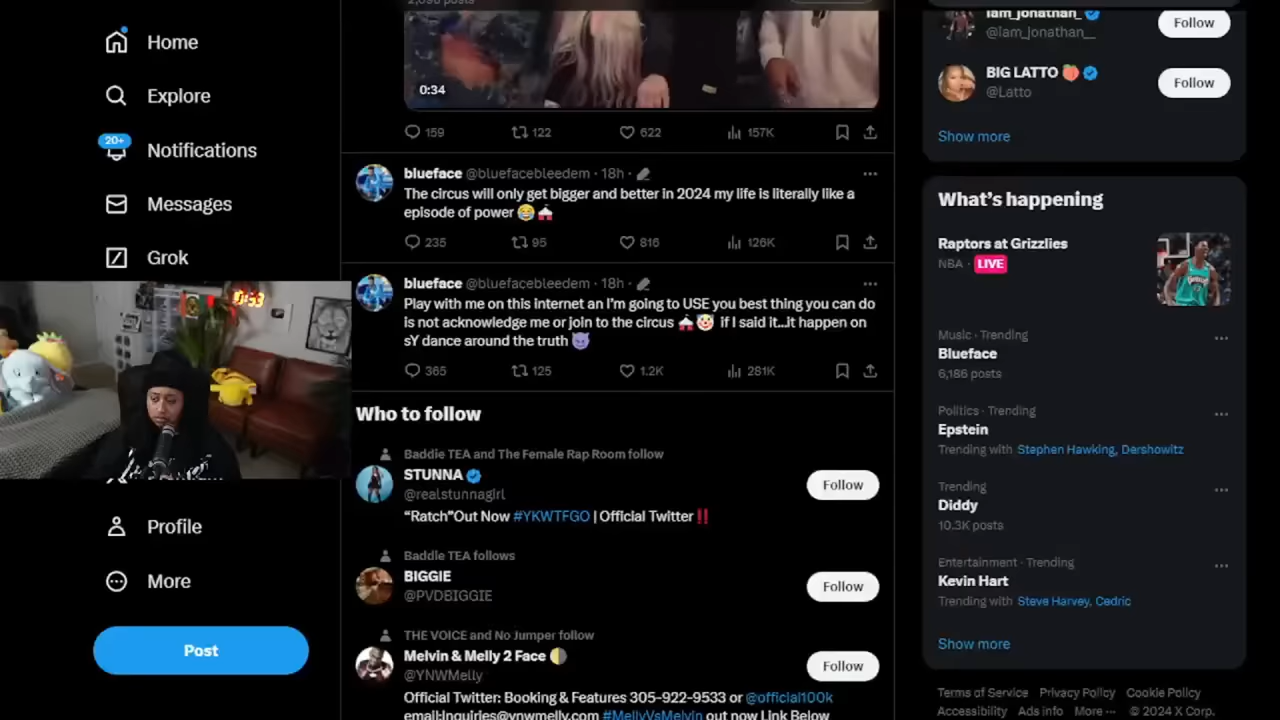 Home
Explore
20+
Notifications
Messages
Grok
Profile
More
Post
0:34
159
122
622
157K
blueface @bluefacebleedem · 18h ·
The circus will only get bigger and better in 2024 my life is literally like a
episode of power 😂🎪
235
95
816
126K
blueface @bluefacebleedem · 18h ·
Play with me on this internet an I'm going to USE you best thing you can do
is not acknowledge me or join to the circus 🎪🤡 if I said it...it happen on
sY dance around the truth 😈
365
125
1.2K
281K
Who to follow
Baddie TEA and The Female Rap Room follow
STUNNA
@realstunnagirl
Follow
“Ratch”Out Now #YKWTFGO | Official Twitter‼️
Baddie TEA follows
BIGGIE
@PVDBIGGIE
Follow
THE VOICE and No Jumper follow
Melvin & Melly 2 Face 🌗
@YNWMelly
Follow
Official Twitter: Booking & Features 305-922-9533 or @official100k
email:Inquiries@ynwmelly.com #MellyVsMelvin out now Link Below
iam_jonathan_
@iam_jonathan__
Follow
BIG LATTO 🍑
@Latto
Follow
Show more
What's happening
Raptors at Grizzlies
NBA · LIVE
Music · Trending
Blueface
6,186 posts
Politics · Trending
Epstein
Trending with Stephen Hawking, Dershowitz
Trending
Diddy
10.3K posts
Entertainment · Trending
Kevin Hart
Trending with Steve Harvey, Cedric
Show more
Terms of Service Privacy Policy Cookie Policy
Accessibility Ads info More ··· © 2024 X Corp.